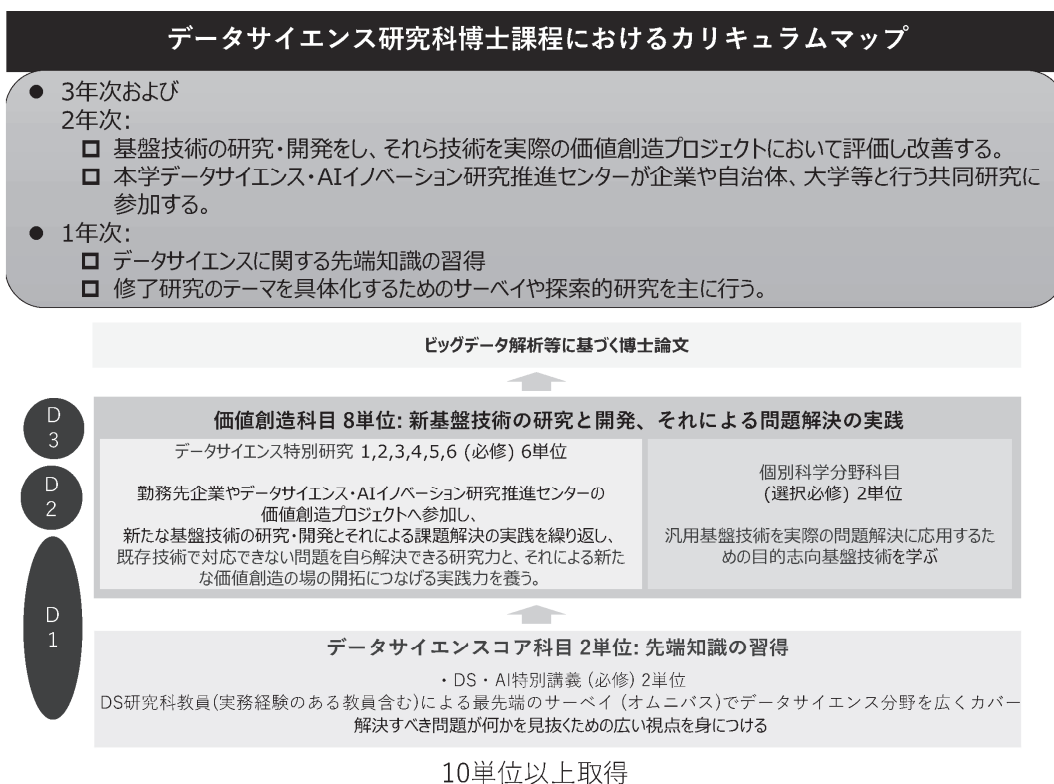 データサイエンス研究科博士課程におけるカリキュラムマップ
● 3年次および
2年次:
基盤技術の研究・開発をし、それら技術を実際の価値創造プロジェクトにおいて評価し改善する。
本学データサイエンス・AIイノベーション研究推進センターが企業や自治体、大学等と行う共同研究に
参加する。
● 1年次:
データサイエンスに関する先端知識の習得
修了研究のテーマを具体化するためのサーベイや探索的研究を主に行う。
ビッグデータ解析等に基づく博士論文
D
3
D
2
D
1
価値創造科目 8単位: 新基盤技術の研究と開発、それによる問題解決の実践
データサイエンス特別研究 1,2,3,4,5,6 (必修) 6単位
勤務先企業やデータサイエンス・AIイノベーション研究推進センターの
価値創造プロジェクトへ参加し、
新たな基盤技術の研究・開発とそれによる課題解決の実践を繰り返し、
既存技術で対応できない問題を自ら解決できる研究力と、それによる新た
な価値創造の場の開拓につなげる実践力を養う。
個別科学分野科目
(選択必修) 2単位
汎用基盤技術を実際の問題解決に応用するた
めの目的志向基盤技術を学ぶ
データサイエンスコア科目 2単位: 先端知識の習得
・DS・AI特別講義 (必修) 2単位
DS研究科教員(実務経験のある教員含む)による最先端のサーベイ (オムニバス)でデータサイエンス分野を広くカバー
解決すべき問題が何かを見抜くための広い視点を身につける
10単位以上取得